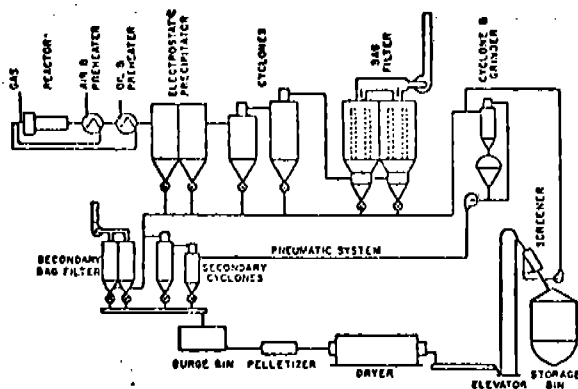 GAS
REACTOR
AIR &
PREHEATER
OIL &
PREHEATER
ELECTROSTATIC
PRECIPITATOR
CYCLONES
BAG
FILTER
CYCLONE &
GRINDER
SECONDARY
BAG FILTER
PNEUMATIC SYSTEM
SECONDARY
CYCLONES
SCREENER
SURGE BIN
PELLETIZER
DRYER
ELEVATOR
STORAGE
BIN